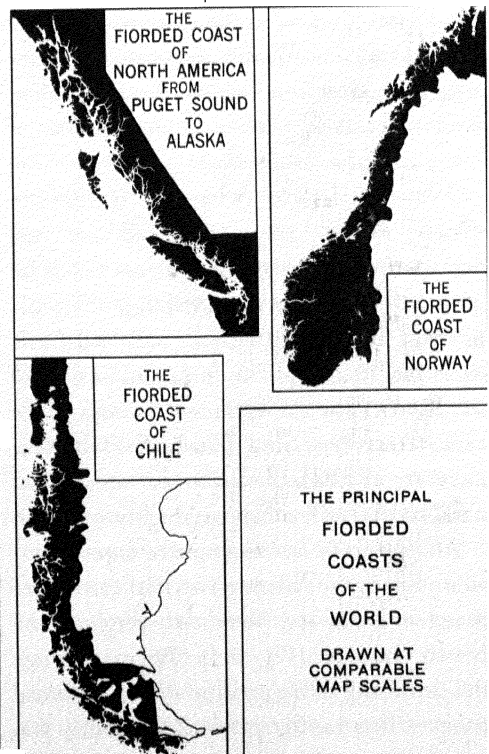 THE
FIORDED COAST
OF
NORTH AMERICA
FROM
PUGET SOUND
TO
ALASKA
THE
FIORDED
COAST
OF
NORWAY
THE
FIORDED
COAST
OF
CHILE
THE PRINCIPAL
FIORDED
COASTS
OF THE
WORLD
DRAWN AT
COMPARABLE
MAP SCALES